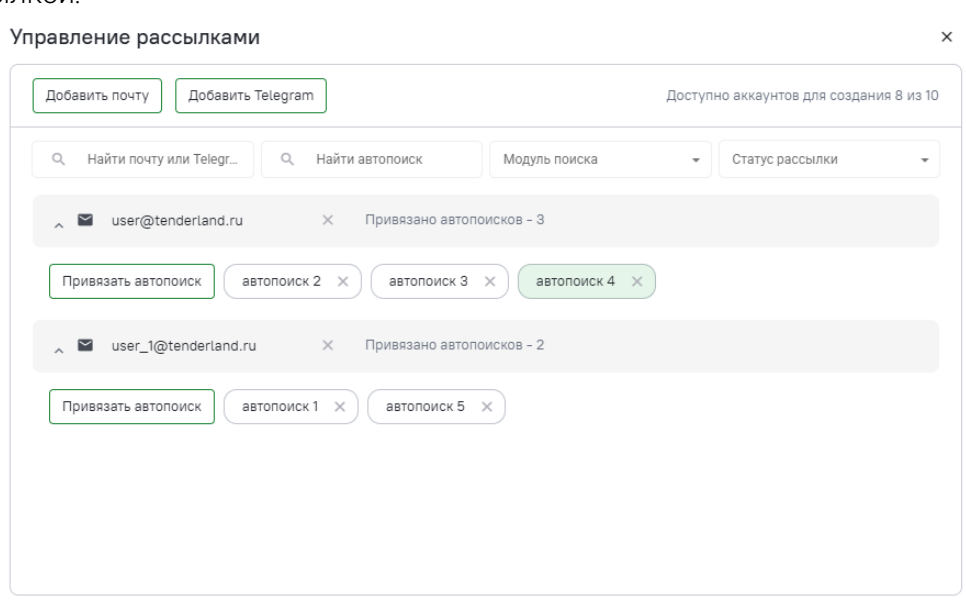 Управление рассылками
Добавить почту Добавить Telegram Доступно аккаунтов для создания 8 из 10
Найти почту или Telegr... Найти автопоиск Модуль поиска Статус рассылки
user@tenderland.ru Привязано автопоисков - 3
Привязать автопоиск автопоиск 2 автопоиск 3 автопоиск 4
user_1@tenderland.ru Привязано автопоисков - 2
Привязать автопоиск автопоиск 1 автопоиск 5